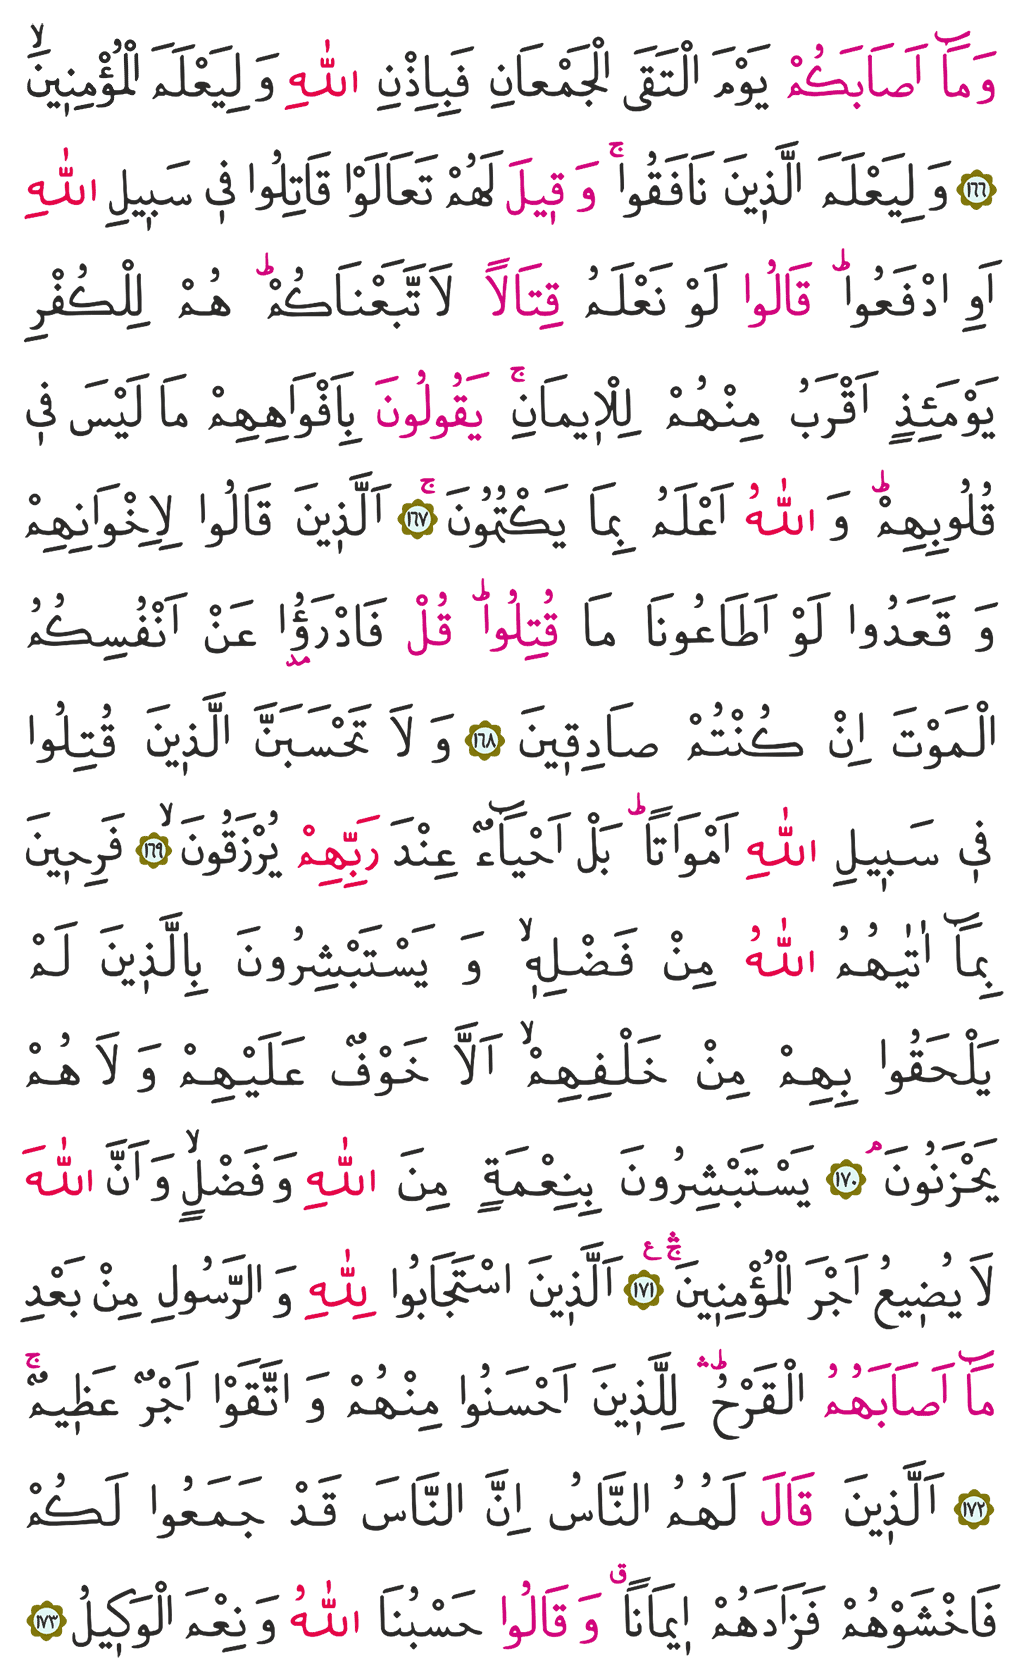 وَمَٓا اَصَابَكُمْ يَوْمَ الْتَقَى الْجَمْعَانِ فَبِاِذْنِ اللّٰهِ وَ لِيَعْلَمَ الْمُؤْمِنٖينَۙ
﴿١٦٦﴾ وَ لِيَعْلَمَ الَّذٖينَ نَافَقُواۚ وَ قٖيلَ لَهُمْ تَعَالَوْا قَاتِلُوا فٖى سَبٖيلِ اللّٰهِ
اَوِ ادْفَعُواؕ قَالُوا لَوْ نَعْلَمُ قِتَالًا لَاتَّبَعْنَاكُمْؕ هُمْ لِلْكُفْرِ
يَوْمَئِذٍ اَقْرَبُ مِنْهُمْ لِلْاٖيمَانِۚ يَقُولُونَ بِاَفْوَاهِهِمْ مَا لَيْسَ فٖى
قُلُوبِهِمْؕ وَ اللّٰهُ اَعْلَمُ بِمَا يَكْتُمُونَۚ ﴿١٦٧﴾ اَلَّذٖينَ قَالُوا لِاِخْوَانِهِمْ
وَ قَعَدُوا لَوْ اَطَاعُونَا مَا قُتِلُواؕ قُلْ فَادْرَؤُ۫ا عَنْ اَنْفُسِكُمُ
الْمَوْتَ اِنْ كُنْتُمْ صَادِقٖينَ ﴿١٦٨﴾ وَ لَا تَحْسَبَنَّ الَّذٖينَ قُتِلُوا
فٖى سَبٖيلِ اللّٰهِ اَمْوَاتًاؕ بَلْ اَحْيَٓاءٌ عِنْدَ رَبِّهِمْ يُرْزَقُونَۙ ﴿١٦٩﴾ فَرِحٖينَ
بِمَٓا اٰتٰيهُمُ اللّٰهُ مِنْ فَضْلِهٖۙ وَ يَسْتَبْشِرُونَ بِالَّذٖينَ لَمْ
يَلْحَقُوا بِهِمْ مِنْ خَلْفِهِمْۙ اَلَّا خَوْفٌ عَلَيْهِمْ وَ لَا هُمْ
يَحْزَنُونَۢ ﴿١٧٠﴾ يَسْتَبْشِرُونَ بِنِعْمَةٍ مِنَ اللّٰهِ وَ فَضْلٍۙ وَ اَنَّ اللّٰهَ
لَا يُضٖيعُ اَجْرَ الْمُؤْمِنٖينَۚۛ ع ﴿١٧١﴾ اَلَّذٖينَ اسْتَجَابُوا لِلّٰهِ وَ الرَّسُولِ مِنْ بَعْدِ
مَٓا اَصَابَهُمُ الْقَرْحُؕۛ لِلَّذٖينَ اَحْسَنُوا مِنْهُمْ وَ اتَّقَوْا اَجْرٌ عَظٖيمٌۚ
﴿١٧٢﴾ اَلَّذٖينَ قَالَ لَهُمُ النَّاسُ اِنَّ النَّاسَ قَدْ جَمَعُوا لَكُمْ
فَاخْشَوْهُمْ فَزَادَهُمْ اٖيمَانًاࣗ وَ قَالُوا حَسْبُنَا اللّٰهُ وَ نِعْمَ الْوَكٖيلُ ﴿١٧٣﴾